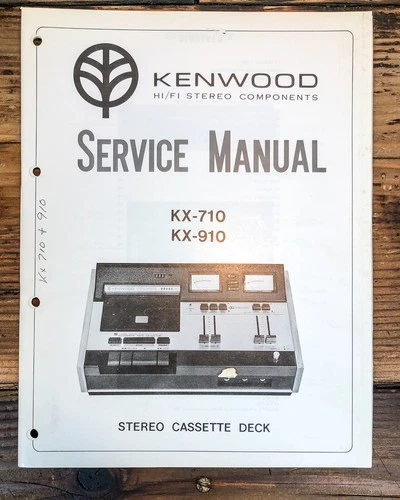 KENWOOD
HI/FI STEREO COMPONENTS
SERVICE MANUAL
KX-710
KX-910
Kx 710 + 910
STEREO CASSETTE DECK